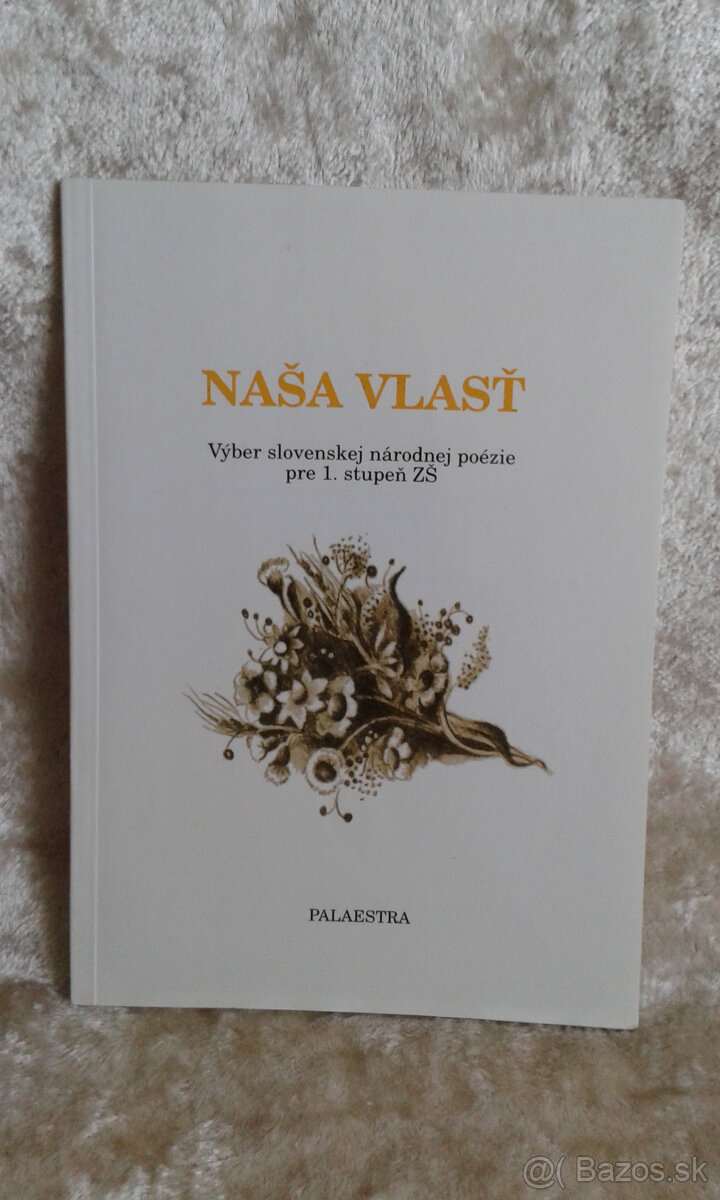 NAŠA VLASŤ
Výber slovenskej národnej poézie
pre 1. stupeň ZŠ
PALAESTRA
@( Bazos.sk